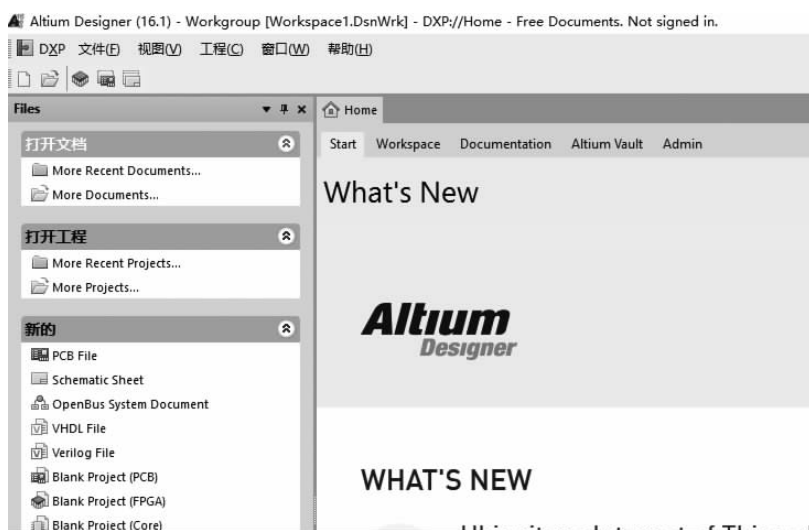 Altium Designer (16.1) - Workgroup [Workspace1.DsnWrk] - DXP://Home - Free Documents. Not signed in.
DXP 文件(F) 视图(V) 工程(C) 窗口(W) 帮助(H)
Files
Home
打开文档
More Recent Documents...
More Documents...
打开工程
More Recent Projects...
More Projects...
新的
PCB File
Schematic Sheet
OpenBus System Document
VHDL File
Verilog File
Blank Project (PCB)
Blank Project (FPGA)
Blank Project (Core)
Start Workspace Documentation Altium Vault Admin
What's New
Altium
Designer
WHAT'S NEW